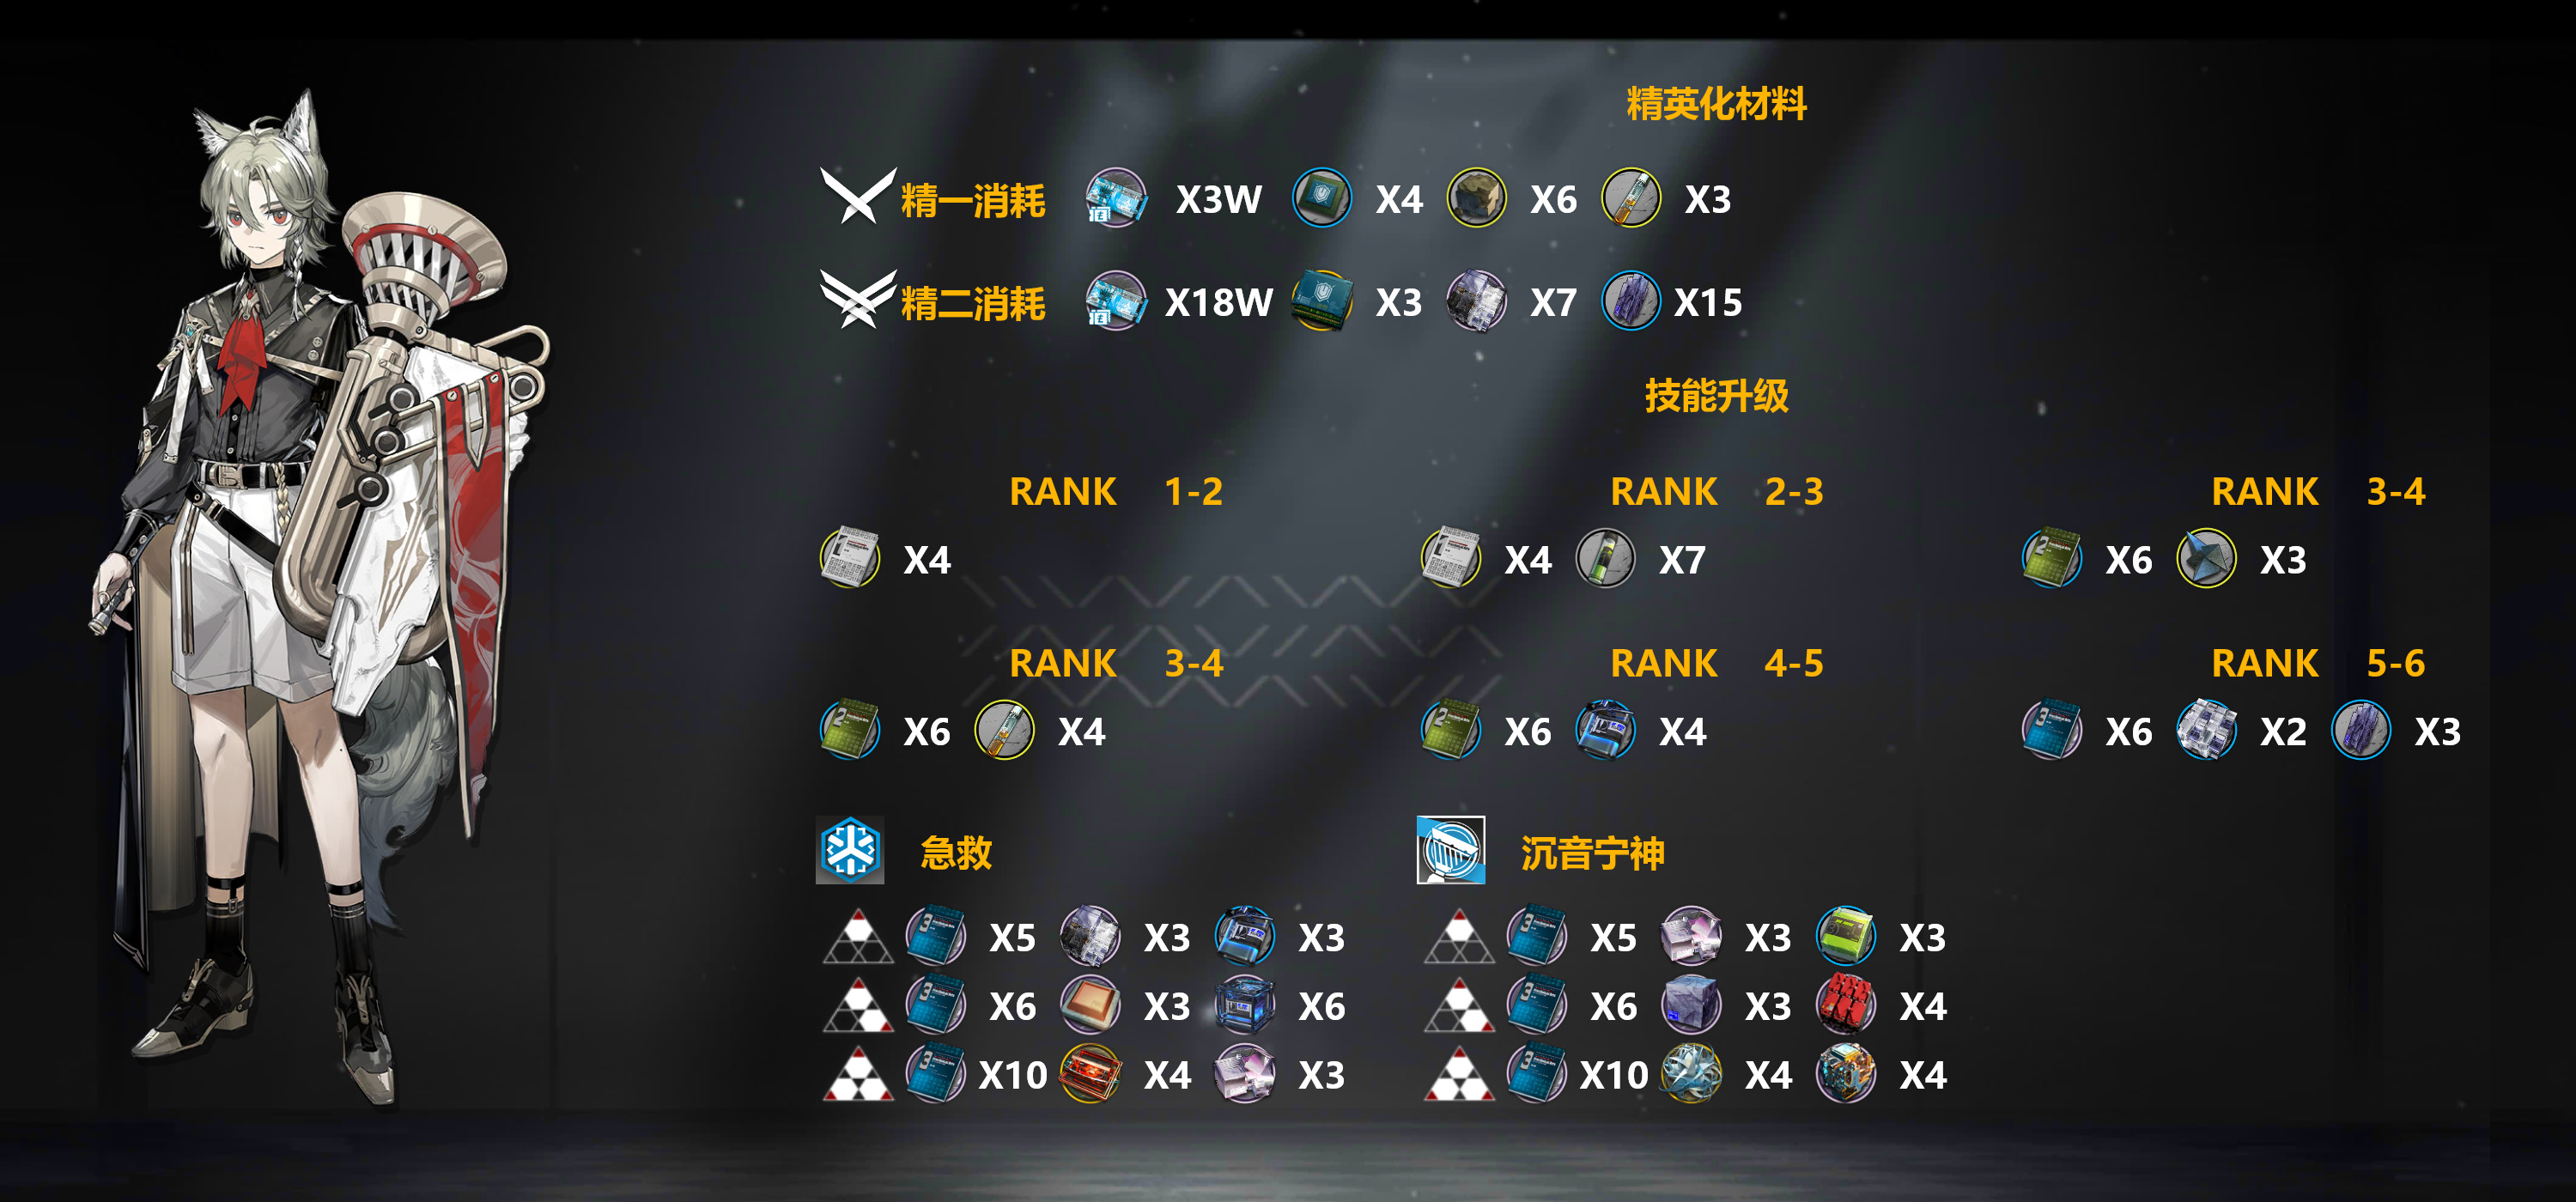 精英化材料
精一消耗 X3W X4 X6 X3
精二消耗 X18W X3 X7 X15
技能升级
RANK 1-2 RANK 2-3 RANK 3-4
X4 X4 X7 X6 X3
RANK 3-4 RANK 4-5 RANK 5-6
X6 X4 X6 X4 X6 X2 X3
急救 沉音宁神
X5 X3 X3 X5 X3 X3
X6 X3 X6 X6 X3 X4
X10 X4 X3 X10 X4 X4